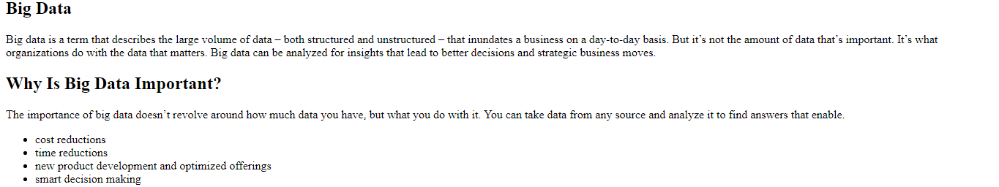 Big Data
Big data is a term that describes the large volume of data – both structured and unstructured – that inundates a business on a day-to-day basis. But it’s not the amount of data that’s important. It’s what
organizations do with the data that matters. Big data can be analyzed for insights that lead to better decisions and strategic business moves.
Why Is Big Data Important?
The importance of big data doesn’t revolve around how much data you have, but what you do with it. You can take data from any source and analyze it to find answers that enable.
• cost reductions
• time reductions
• new product development and optimized offerings
• smart decision making